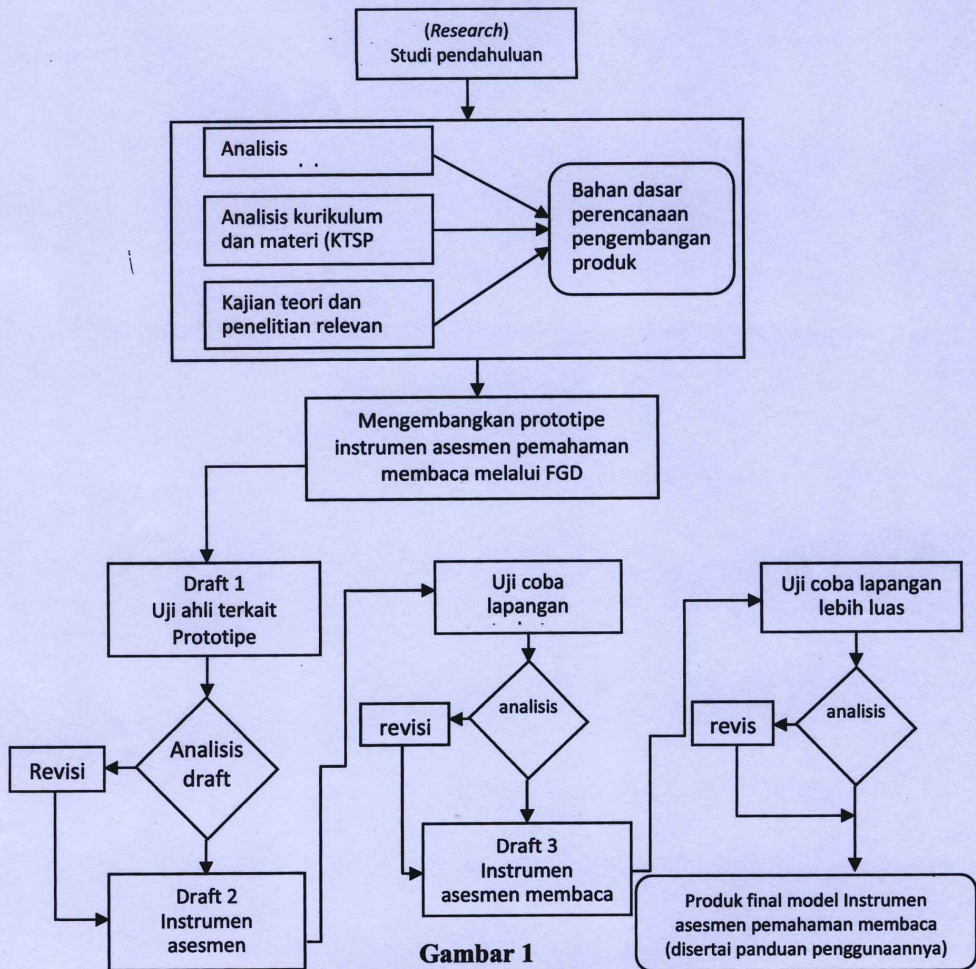 (Research)
Studi pendahuluan
Analisis
Analisis kurikulum
dan materi (KTSP
Kajian teori dan
penelitian relevan
Bahan dasar
perencanaan
pengembangan
produk
Mengembangkan prototipe
instrumen asesmen pemahaman
membaca melalui FGD
Draft 1
Uji ahli terkait
Prototipe
Analisis
draft
Revisi
Draft 2
Instrumen
asesmen
Uji coba
lapangan
analisis
revisi
Draft 3
Instrumen
asesmen membaca
Uji coba lapangan
lebih luas
analisis
revis
Produk final model Instrumen
asesmen pemahaman membaca
(disertai panduan penggunaannya)
Gambar 1